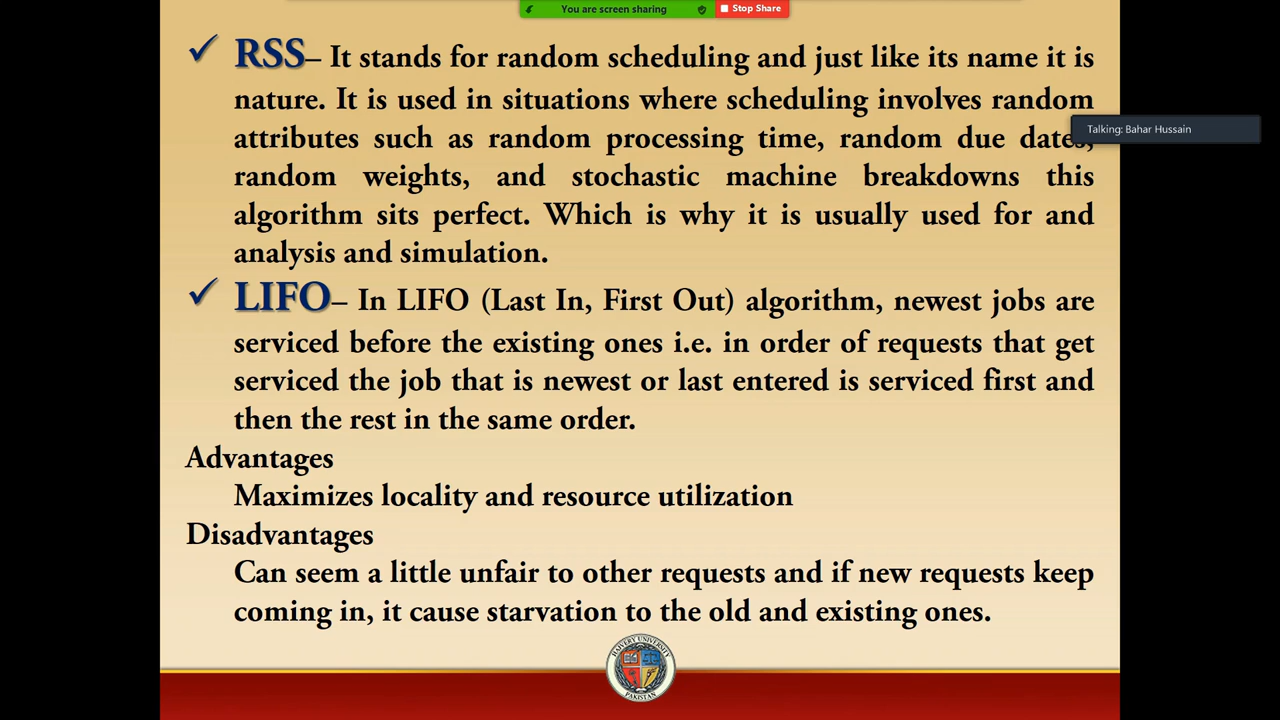 You are screen sharing
Stop Share
RSS– It stands for random scheduling and just like its name it is
nature. It is used in situations where scheduling involves random
Talking: Bahar Hussain
attributes such as random processing time, random due dates,
random weights, and stochastic machine breakdowns this
algorithm sits perfect. Which is why it is usually used for and
analysis and simulation.
LIFO– In LIFO (Last In, First Out) algorithm, newest jobs are
serviced before the existing ones i.e. in order of requests that get
serviced the job that is newest or last entered is serviced first and
then the rest in the same order.
Advantages
Maximizes locality and resource utilization
Disadvantages
Can seem a little unfair to other requests and if new requests keep
coming in, it cause starvation to the old and existing ones.
UNIVERSITY
PAKISTAN